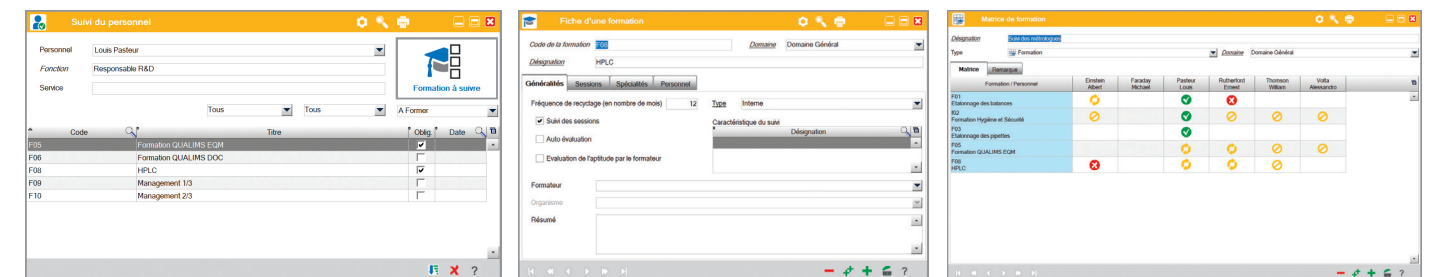 Suivi du personnel
Personnel Louis Pasteur
Fonction Responsable R&D
Service
Formation à suivre
Tous Tous A Former
Code Titre Oblig. Date
F05 Formation QUALIMS EQM
F06 Formation QUALIMS DOC
F08 HPLC
F09 Management 1/3
F10 Management 2/3
?
Fiche d'une formation
Code de la formation F08 Domaine Domaine Général
Désignation HPLC
Généralités Sessions Spécialités Personnel
Fréquence de recyclage (en nombre de mois) 12 Type Interne
Suivi des sessions Caractéristique du suivi
Désignation
Auto évaluation
Evaluation de l'aptitude par le formateur
Formateur
Organisme
Résumé
?
Matrice de formation
Désignation Suivi des métrologues
Type Formation Domaine Domaine Général
Matrice Remarque
Formation / Personnel Einstein Albert Faraday Michael Pasteur Louis Rutherford Ernest Thomson William Volta Alessandro
F01
Etalonnage des balances
f02
Formation Hygiène et Sécurité
F03
Etalonnage des pipettes
F05
Formation QUALIMS EQM
F08
HPLC
?